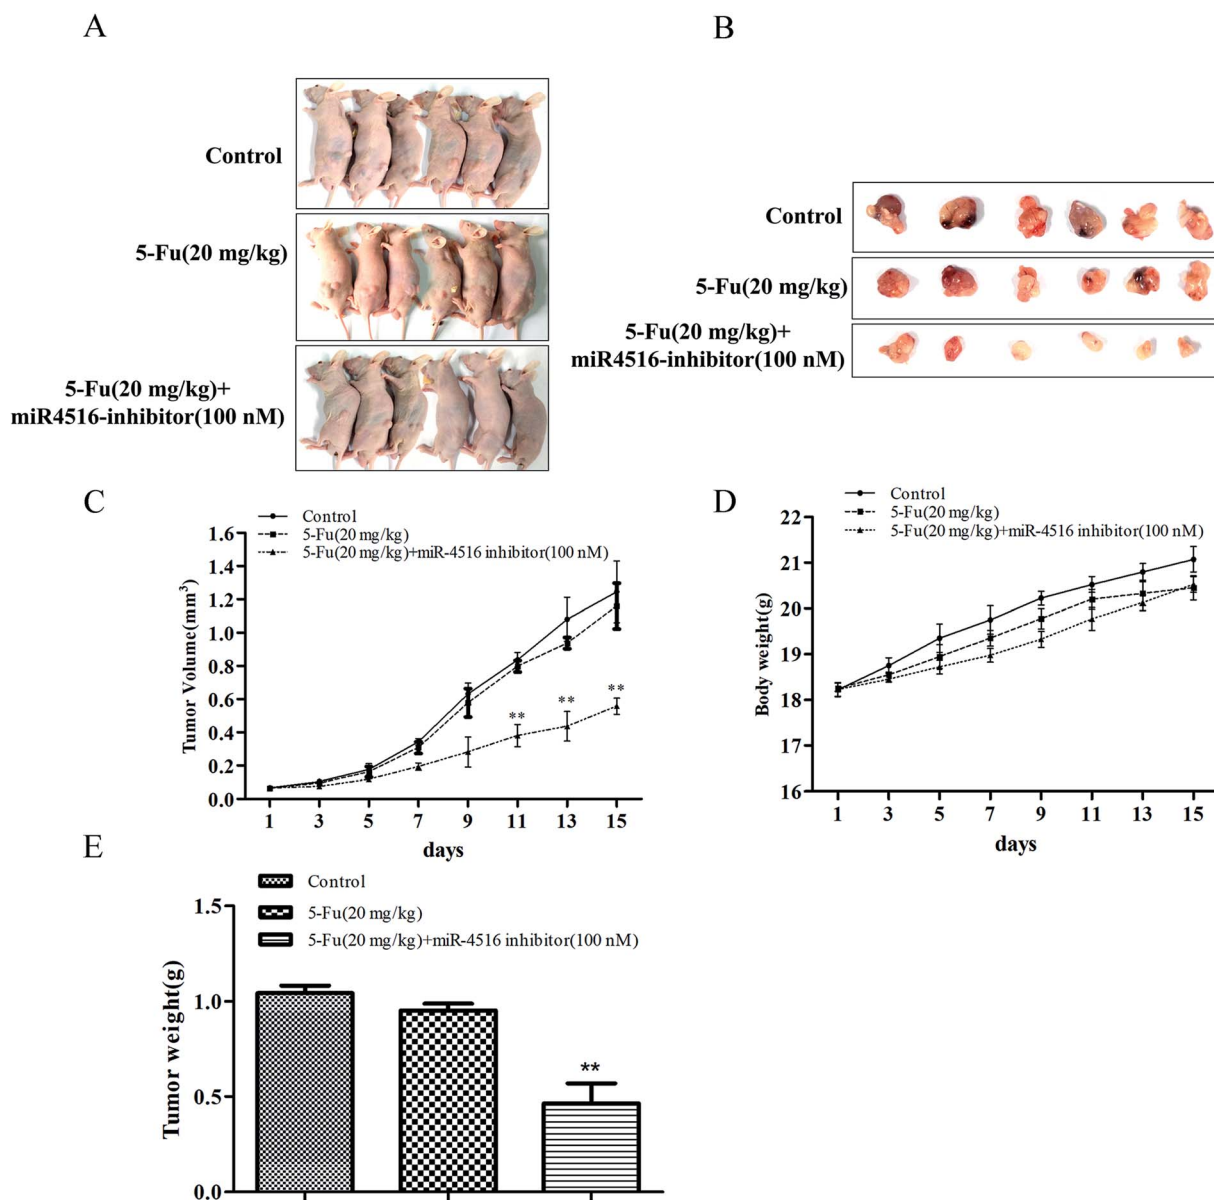 A
Control
5-Fu(20 mg/kg)
5-Fu(20 mg/kg)+
miR4516-inhibitor(100 nM)
B
Control
5-Fu(20 mg/kg)
5-Fu(20 mg/kg)+
miR4516-inhibitor(100 nM)
C
Control
5-Fu(20 mg/kg)
5-Fu(20 mg/kg)+miR-4516 inhibitor(100 nM)
Tumor Volume(mm³)
1.6
1.4
1.2
1.0
0.8
0.6
0.4
0.2
0.0
**
**
**
1 3 5 7 9 11 13 15
days
D
Control
5-Fu(20 mg/kg)
5-Fu(20 mg/kg)+miR-4516 inhibitor(100 nM)
Body weight(g)
22
21
20
19
18
17
16
1 3 5 7 9 11 13 15
days
E
Control
5-Fu(20 mg/kg)
5-Fu(20 mg/kg)+miR-4516 inhibitor(100 nM)
Tumor weight(g)
1.5
1.0
0.5
0.0
**